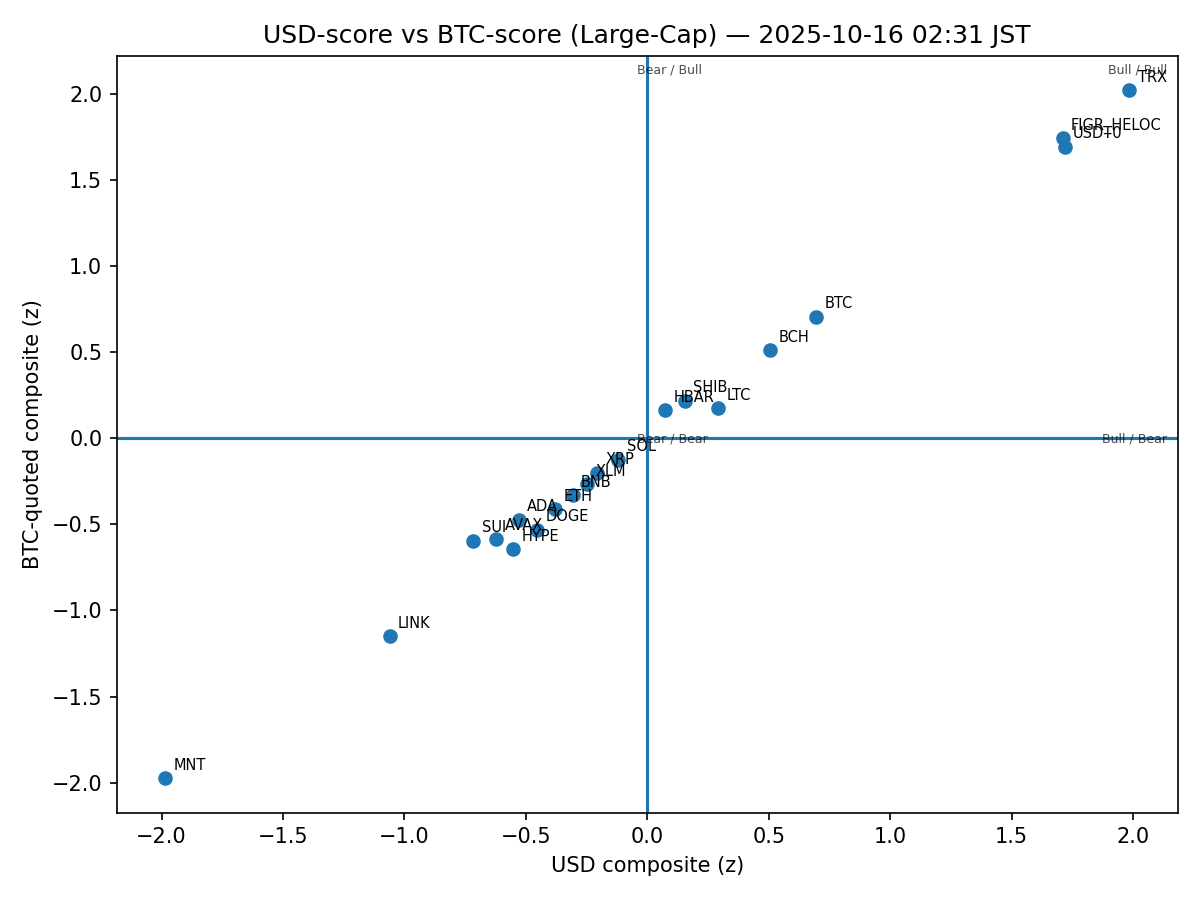 USD-score vs BTC-score (Large-Cap) — 2025-10-16 02:31 JST
Bear / Bull
Bull / Bull
TRX
FIGR_HELOC
USDT0
BTC
BCH
SHIB
HBAR
LTC
Bear / Bear
Bull / Bear
SOL
XRP
XLM
BNB
ETH
ADA
DOGE
AVAX
SUI
HYPE
LINK
MNT
2.0
1.5
1.0
0.5
0.0
−0.5
−1.0
−1.5
−2.0
BTC-quoted composite (z)
−2.0 −1.5 −1.0 −0.5 0.0 0.5 1.0 1.5 2.0
USD composite (z)